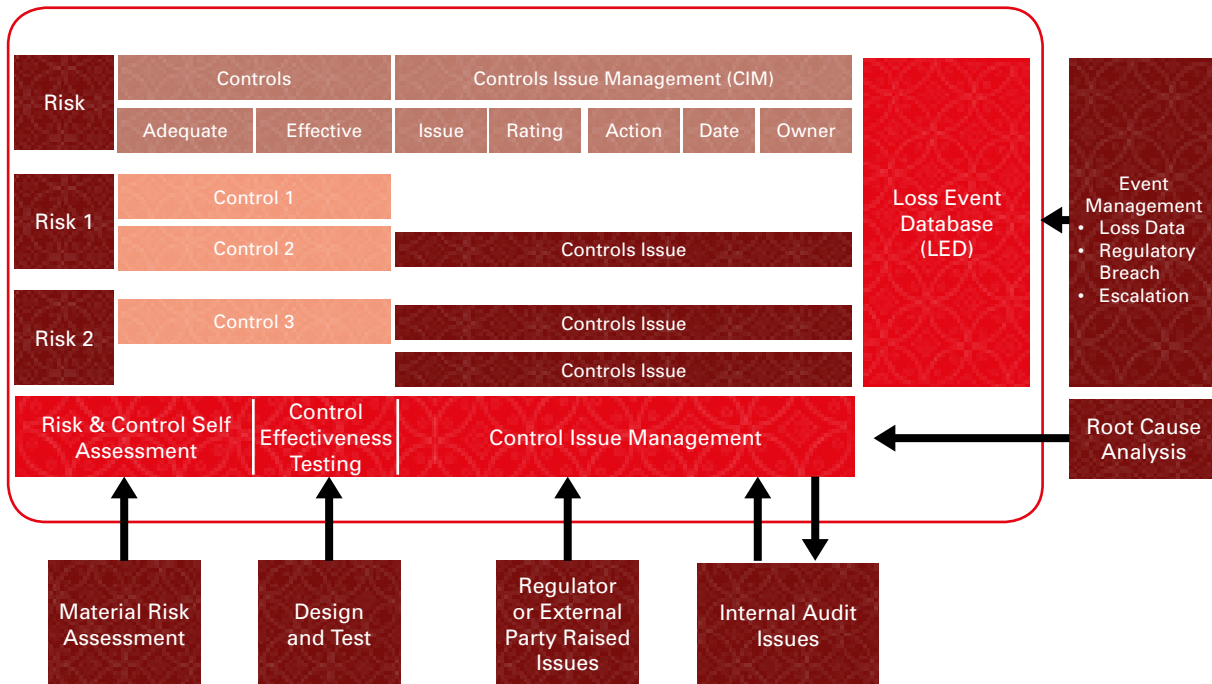 Risk
Controls
Controls Issue Management (CIM)
Adequate
Effective
Issue
Rating
Action
Date
Owner
Risk 1
Control 1
Control 2
Controls Issue
Risk 2
Control 3
Controls Issue
Controls Issue
Loss Event
Database
(LED)
Event
Management
• Loss Data
• Regulatory
Breach
• Escalation
Risk & Control Self
Assessment
Control
Effectiveness
Testing
Control Issue Management
Root Cause
Analysis
Material Risk
Assessment
Design
and Test
Regulator
or External
Party Raised
Issues
Internal Audit
Issues